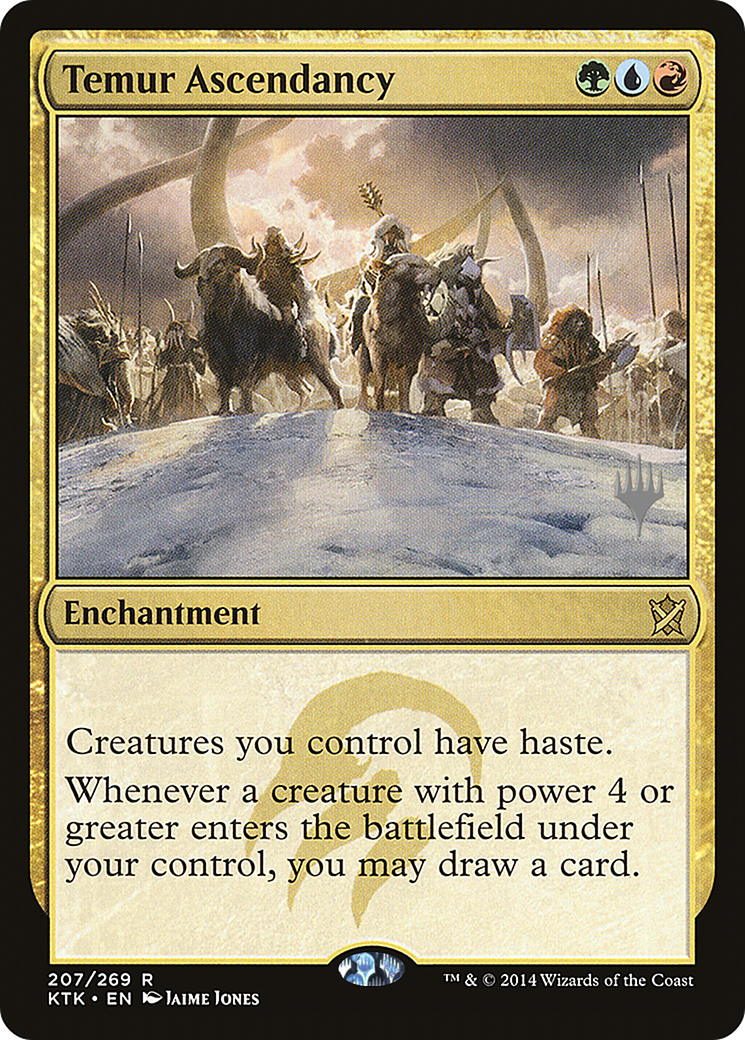 Temur Ascendancy
Enchantment
Creatures you control have haste.
Whenever a creature with power 4 or
greater enters the battlefield under
your control, you may draw a card.
207/269 R
KTK • EN Jaime Jones
™ & © 2014 Wizards of the Coast